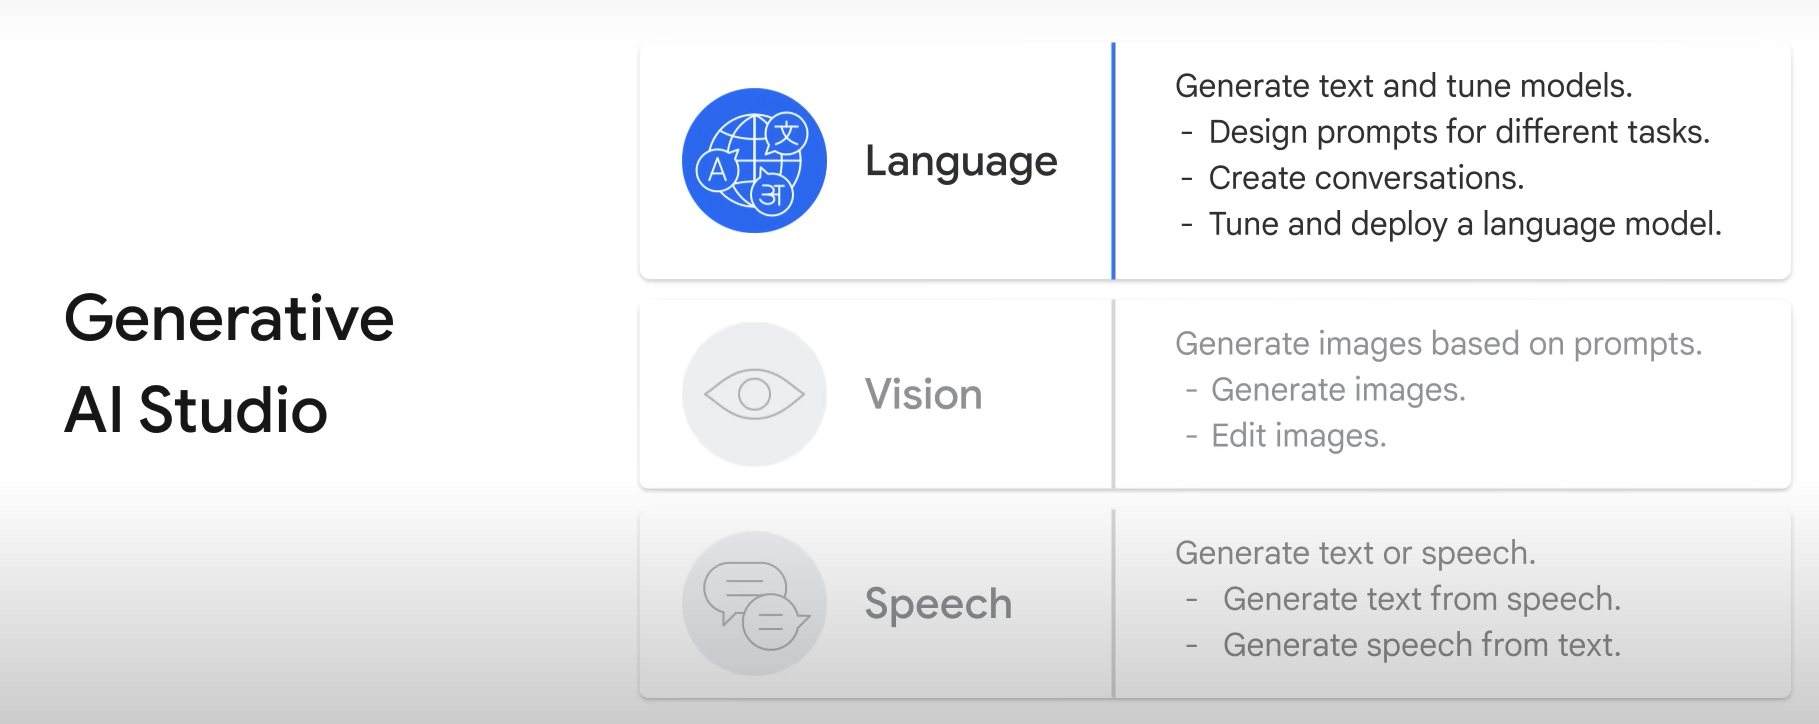 Generative
AI Studio
A
文
अ
Language
Generate text and tune models.
- Design prompts for different tasks.
- Create conversations.
- Tune and deploy a language model.
Vision
Generate images based on prompts.
- Generate images.
- Edit images.
Speech
Generate text or speech.
- Generate text from speech.
- Generate speech from text.